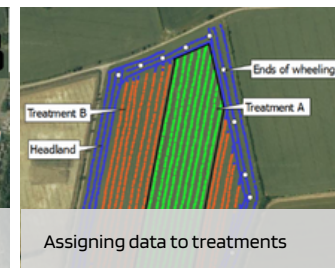 Ends of wheeling
Treatment B
Treatment A
Headland
Assigning data to treatments